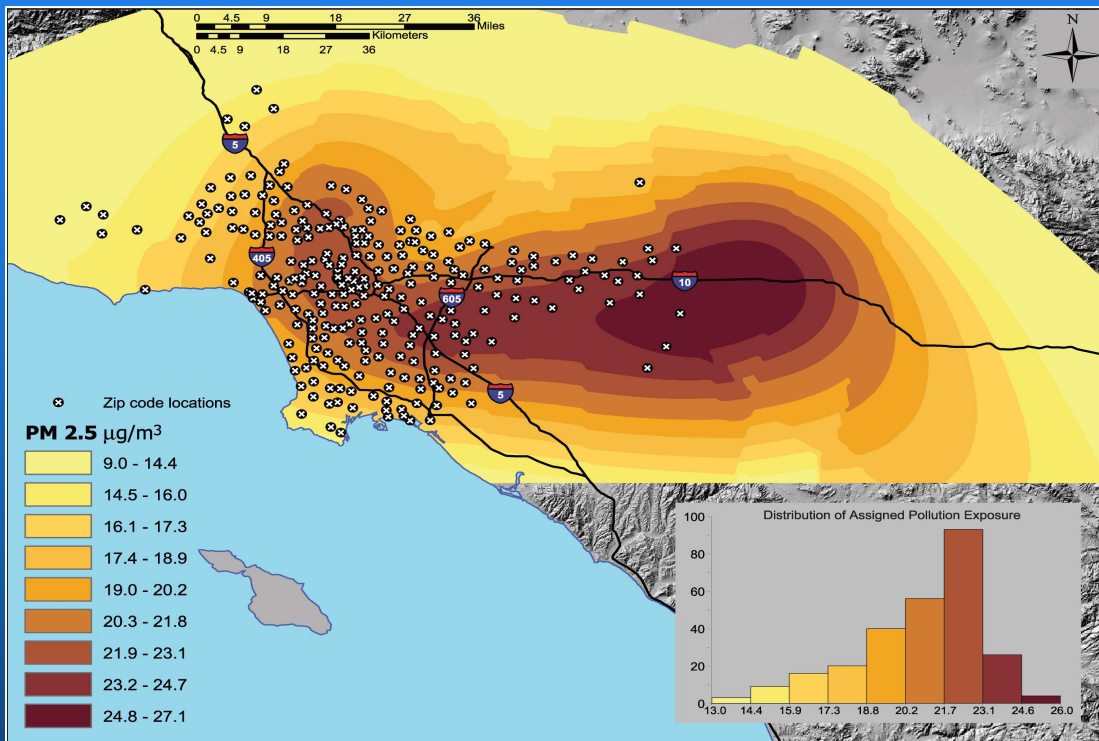 0 4.5 9 18 27 36
Miles
Kilometers
0 4.5 9 18 27 36
N
5
405
605
10
5
Zip code locations
PM 2.5 μg/m³
9.0 - 14.4
14.5 - 16.0
16.1 - 17.3
17.4 - 18.9
19.0 - 20.2
20.3 - 21.8
21.9 - 23.1
23.2 - 24.7
24.8 - 27.1
Distribution of Assigned Pollution Exposure
100
80
60
40
20
0
13.0 14.4 15.9 17.3 18.8 20.2 21.7 23.1 24.6 26.0